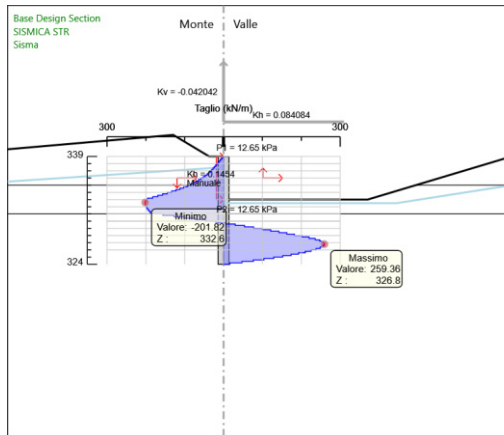 Base Design Section
SISMICA STR
Sisma
Monte
Valle
Kv = -0.042042
Taglio (kN/m)
Kh = 0.084084
300
300
P1 = 12.65 kPa
339
Kh = 0.1454
Manuale
P2 = 12.65 kPa
Minimo
Valore: -201.82
Z : 332.6
324
Massimo
Valore: 259.36
Z : 326.8